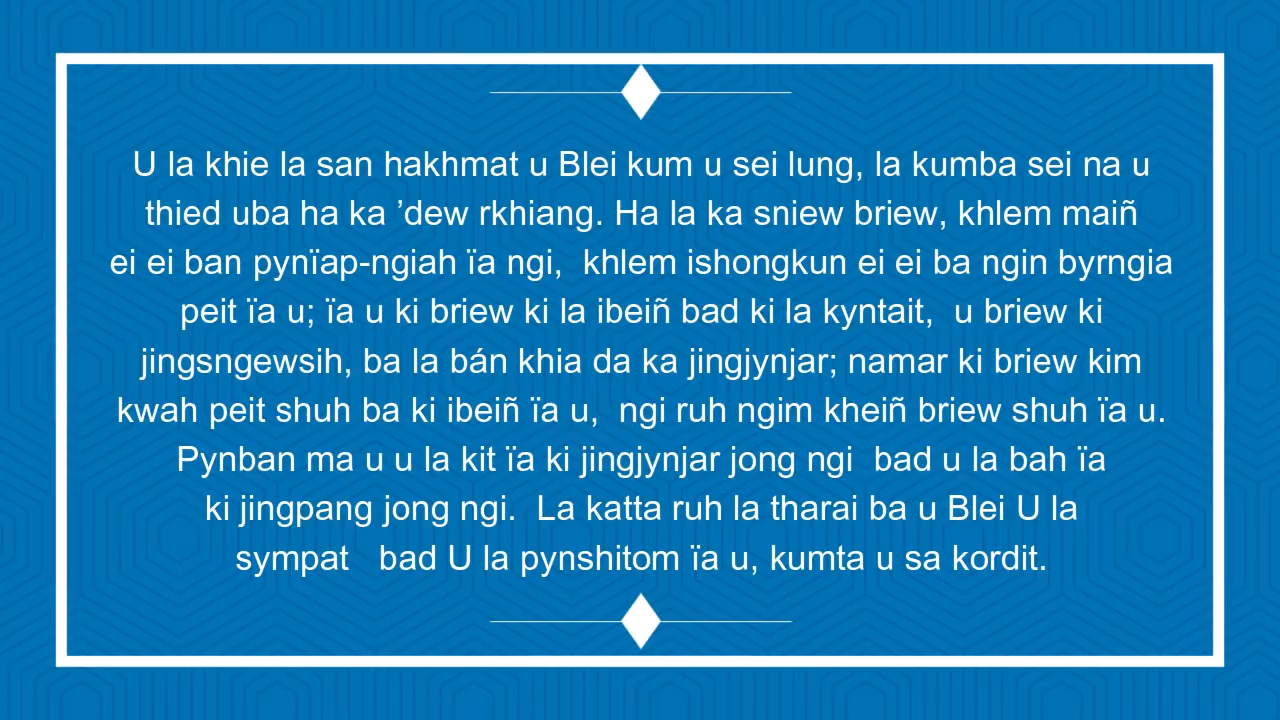 U la khie la san hakhmat u Blei kum u sei lung, la kumba sei na u
thied uba ha ka ’dew rkhiang. Ha la ka sniew briew, khlem maiñ
ei ei ban pynïap-ngiah ïa ngi,  khlem ishongkun ei ei ba ngin byrngia
peit ïa u; ïa u ki briew ki la ibeiñ bad ki la kyntait,  u briew ki
jingsngewsih, ba la bán khia da ka jingjynjar; namar ki briew kim
kwah peit shuh ba ki ibeiñ ïa u,  ngi ruh ngim kheiñ briew shuh ïa u.
Pynban ma u u la kit ïa ki jingjynjar jong ngi  bad u la bah ïa
ki jingpang jong ngi.  La katta ruh la tharai ba u Blei U la
sympat   bad U la pynshitom ïa u, kumta u sa kordit.